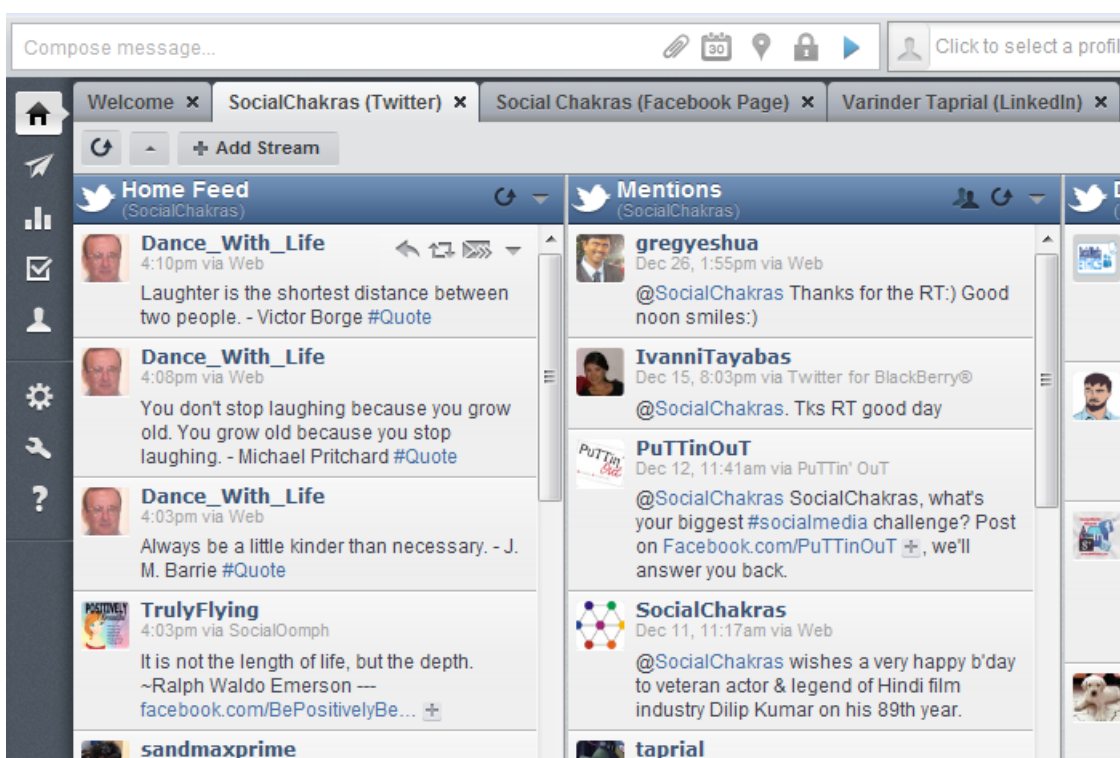 Compose message...
30
Click to select a profil
Welcome ×
SocialChakras (Twitter) ×
Social Chakras (Facebook Page) ×
Varinder Taprial (LinkedIn) ×
Add Stream
Home Feed
(SocialChakras)
Dance_With_Life
4:10pm via Web
Laughter is the shortest distance between
two people. - Victor Borge #Quote
Dance_With_Life
4:08pm via Web
You don't stop laughing because you grow
old. You grow old because you stop
laughing. - Michael Pritchard #Quote
Dance_With_Life
4:03pm via Web
Always be a little kinder than necessary. - J.
M. Barrie #Quote
POSITIVELY
TrulyFlying
4:03pm via SocialOomph
It is not the length of life, but the depth.
~Ralph Waldo Emerson ---
facebook.com/BePositivelyBe...
sandmaxprime
Mentions
(SocialChakras)
gregyeshua
Dec 26, 1:55pm via Web
@SocialChakras Thanks for the RT:) Good
noon smiles:)
IvanniTayabas
Dec 15, 8:03pm via Twitter for BlackBerry®
@SocialChakras. Tks RT good day
PuTTin
Out
PuTTinOuT
Dec 12, 11:41am via PuTTin' OuT
@SocialChakras SocialChakras, what's
your biggest #socialmedia challenge? Post
on Facebook.com/PuTTinOuT, we'll
answer you back.
SocialChakras
Dec 11, 11:17am via Web
@SocialChakras wishes a very happy b'day
to veteran actor & legend of Hindi film
industry Dilip Kumar on his 89th year.
taprial